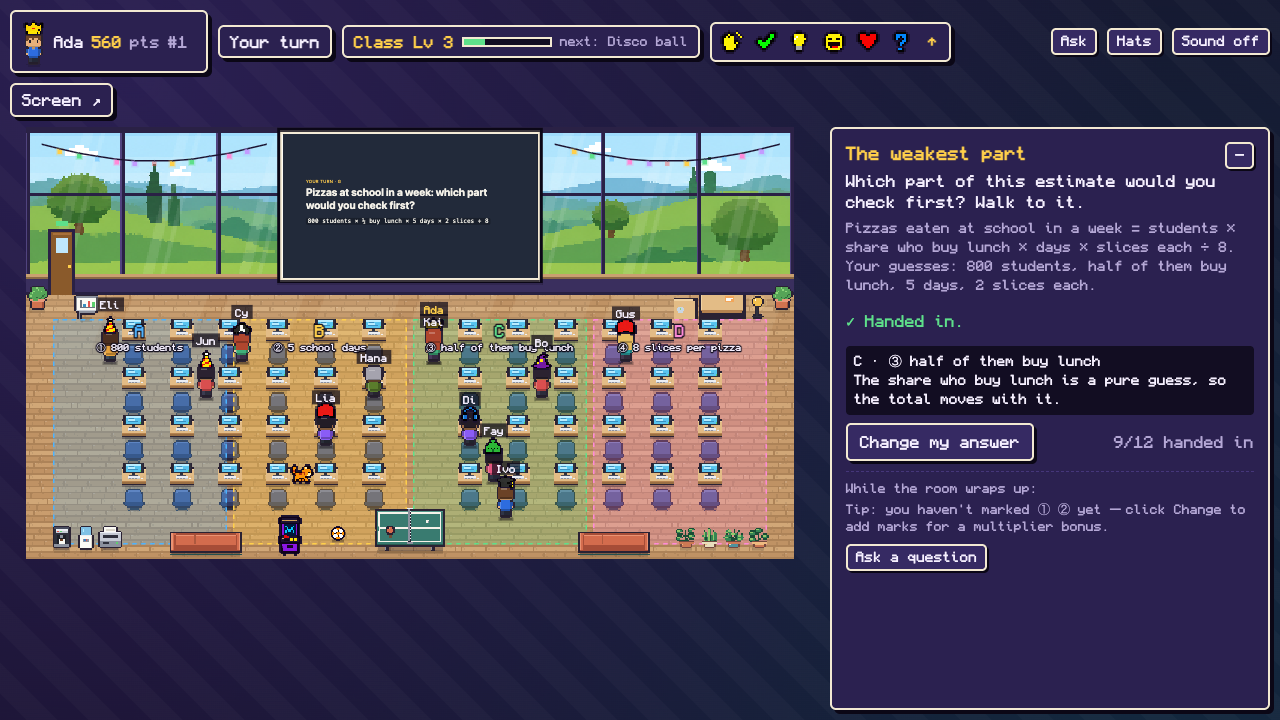 Ada 560 pts #1
Your turn
Class Lv 3 next: Disco ball
Ask
Hats
Sound off
Screen ↗
YOUR TURN · 8
Pizzas at school in a week: which part
would you check first?
800 students × ½ buy lunch × 5 days × 2 slices ÷ 8
Eli
Cy
Ada
Kai
Gus
A
B
C
D
Jun
Bo
① 800 students
② 5 school days
③ half of them buy lunch
④ 8 slices per pizza
Hana
Lia
Di
Fay
Ivo
The weakest part
–
Which part of this estimate would you
check first? Walk to it.
Pizzas eaten at school in a week = students ×
share who buy lunch × days × slices each ÷ 8.
Your guesses: 800 students, half of them buy
lunch, 5 days, 2 slices each.
✓ Handed in.
C · ③ half of them buy lunch
The share who buy lunch is a pure guess, so
the total moves with it.
Change my answer
9/12 handed in
While the room wraps up:
Tip: you haven't marked ① ② yet — click Change to
add marks for a multiplier bonus.
Ask a question